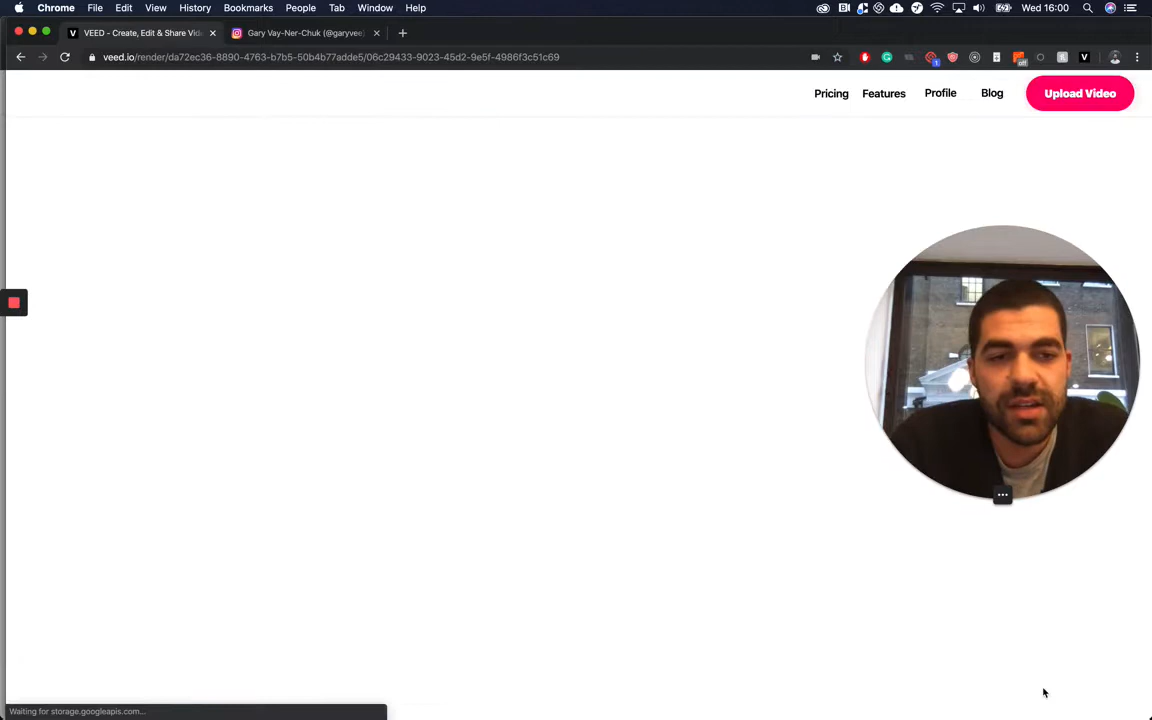 Chrome File Edit View History Bookmarks People Tab Window Help Wed 16:00
V VEED - Create, Edit & Share Vid Gary Vay-Ner-Chuk (@garyvee
veed.io/render/da72ec36-8890-4763-b7b5-50b4b77adde5/06c29433-9023-45d2-9e5f-4986f3c51c69 1 off V
Pricing Features Profile Blog Upload Video
Waiting for storage.googleapis.com...